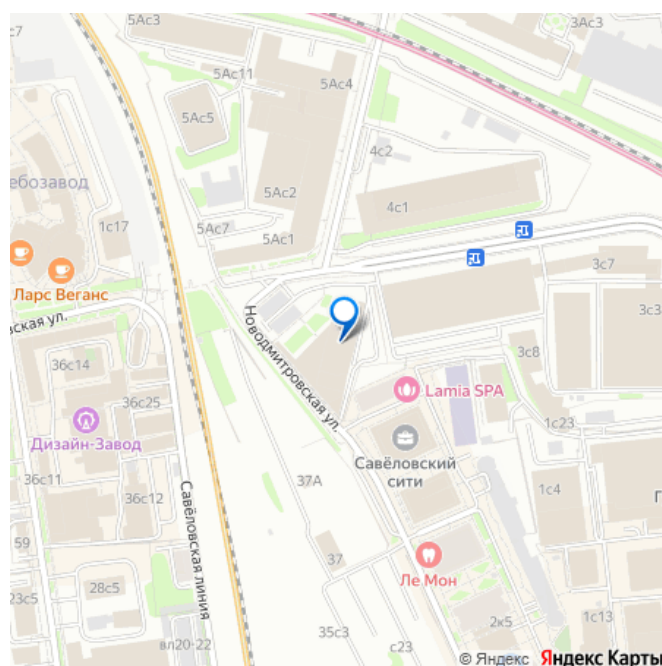 5Ас3
с7
3Ас3
5Ас11
5Ас4
5Ас5
4с2
ебозавод
5Ас2
4с1
1с17
5Ас7
5Ас1
3с7
Ларс Веганс
вская ул.
Новодмитровская ул.
3с3
3с8
36с14
Lamia SPA
36с25
1с23
Дизайн-Завод
Савёловский
сити
36с11
37А
1с4
П
36с12
Савёловская линия
59
37
Ле Мон
28с5
23с5
1с13
2к5
35с3
с23
вл20-22
© Яндекс Яндекс Карты